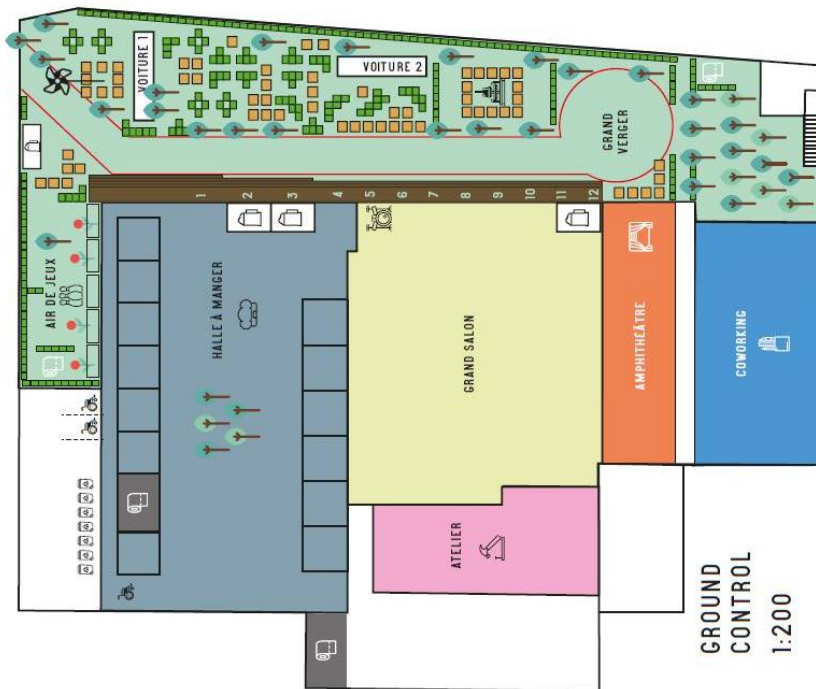 VOITURE 1
VOITURE 2
GRAND
VERGER
1
2
3
4
5
6
7
8
9
10
11
12
AIR DE JEUX
HALLE À MANGER
GRAND SALON
AMPHITHÉÂTRE
COWORKING
ATELIER
GROUND
CONTROL
1:200